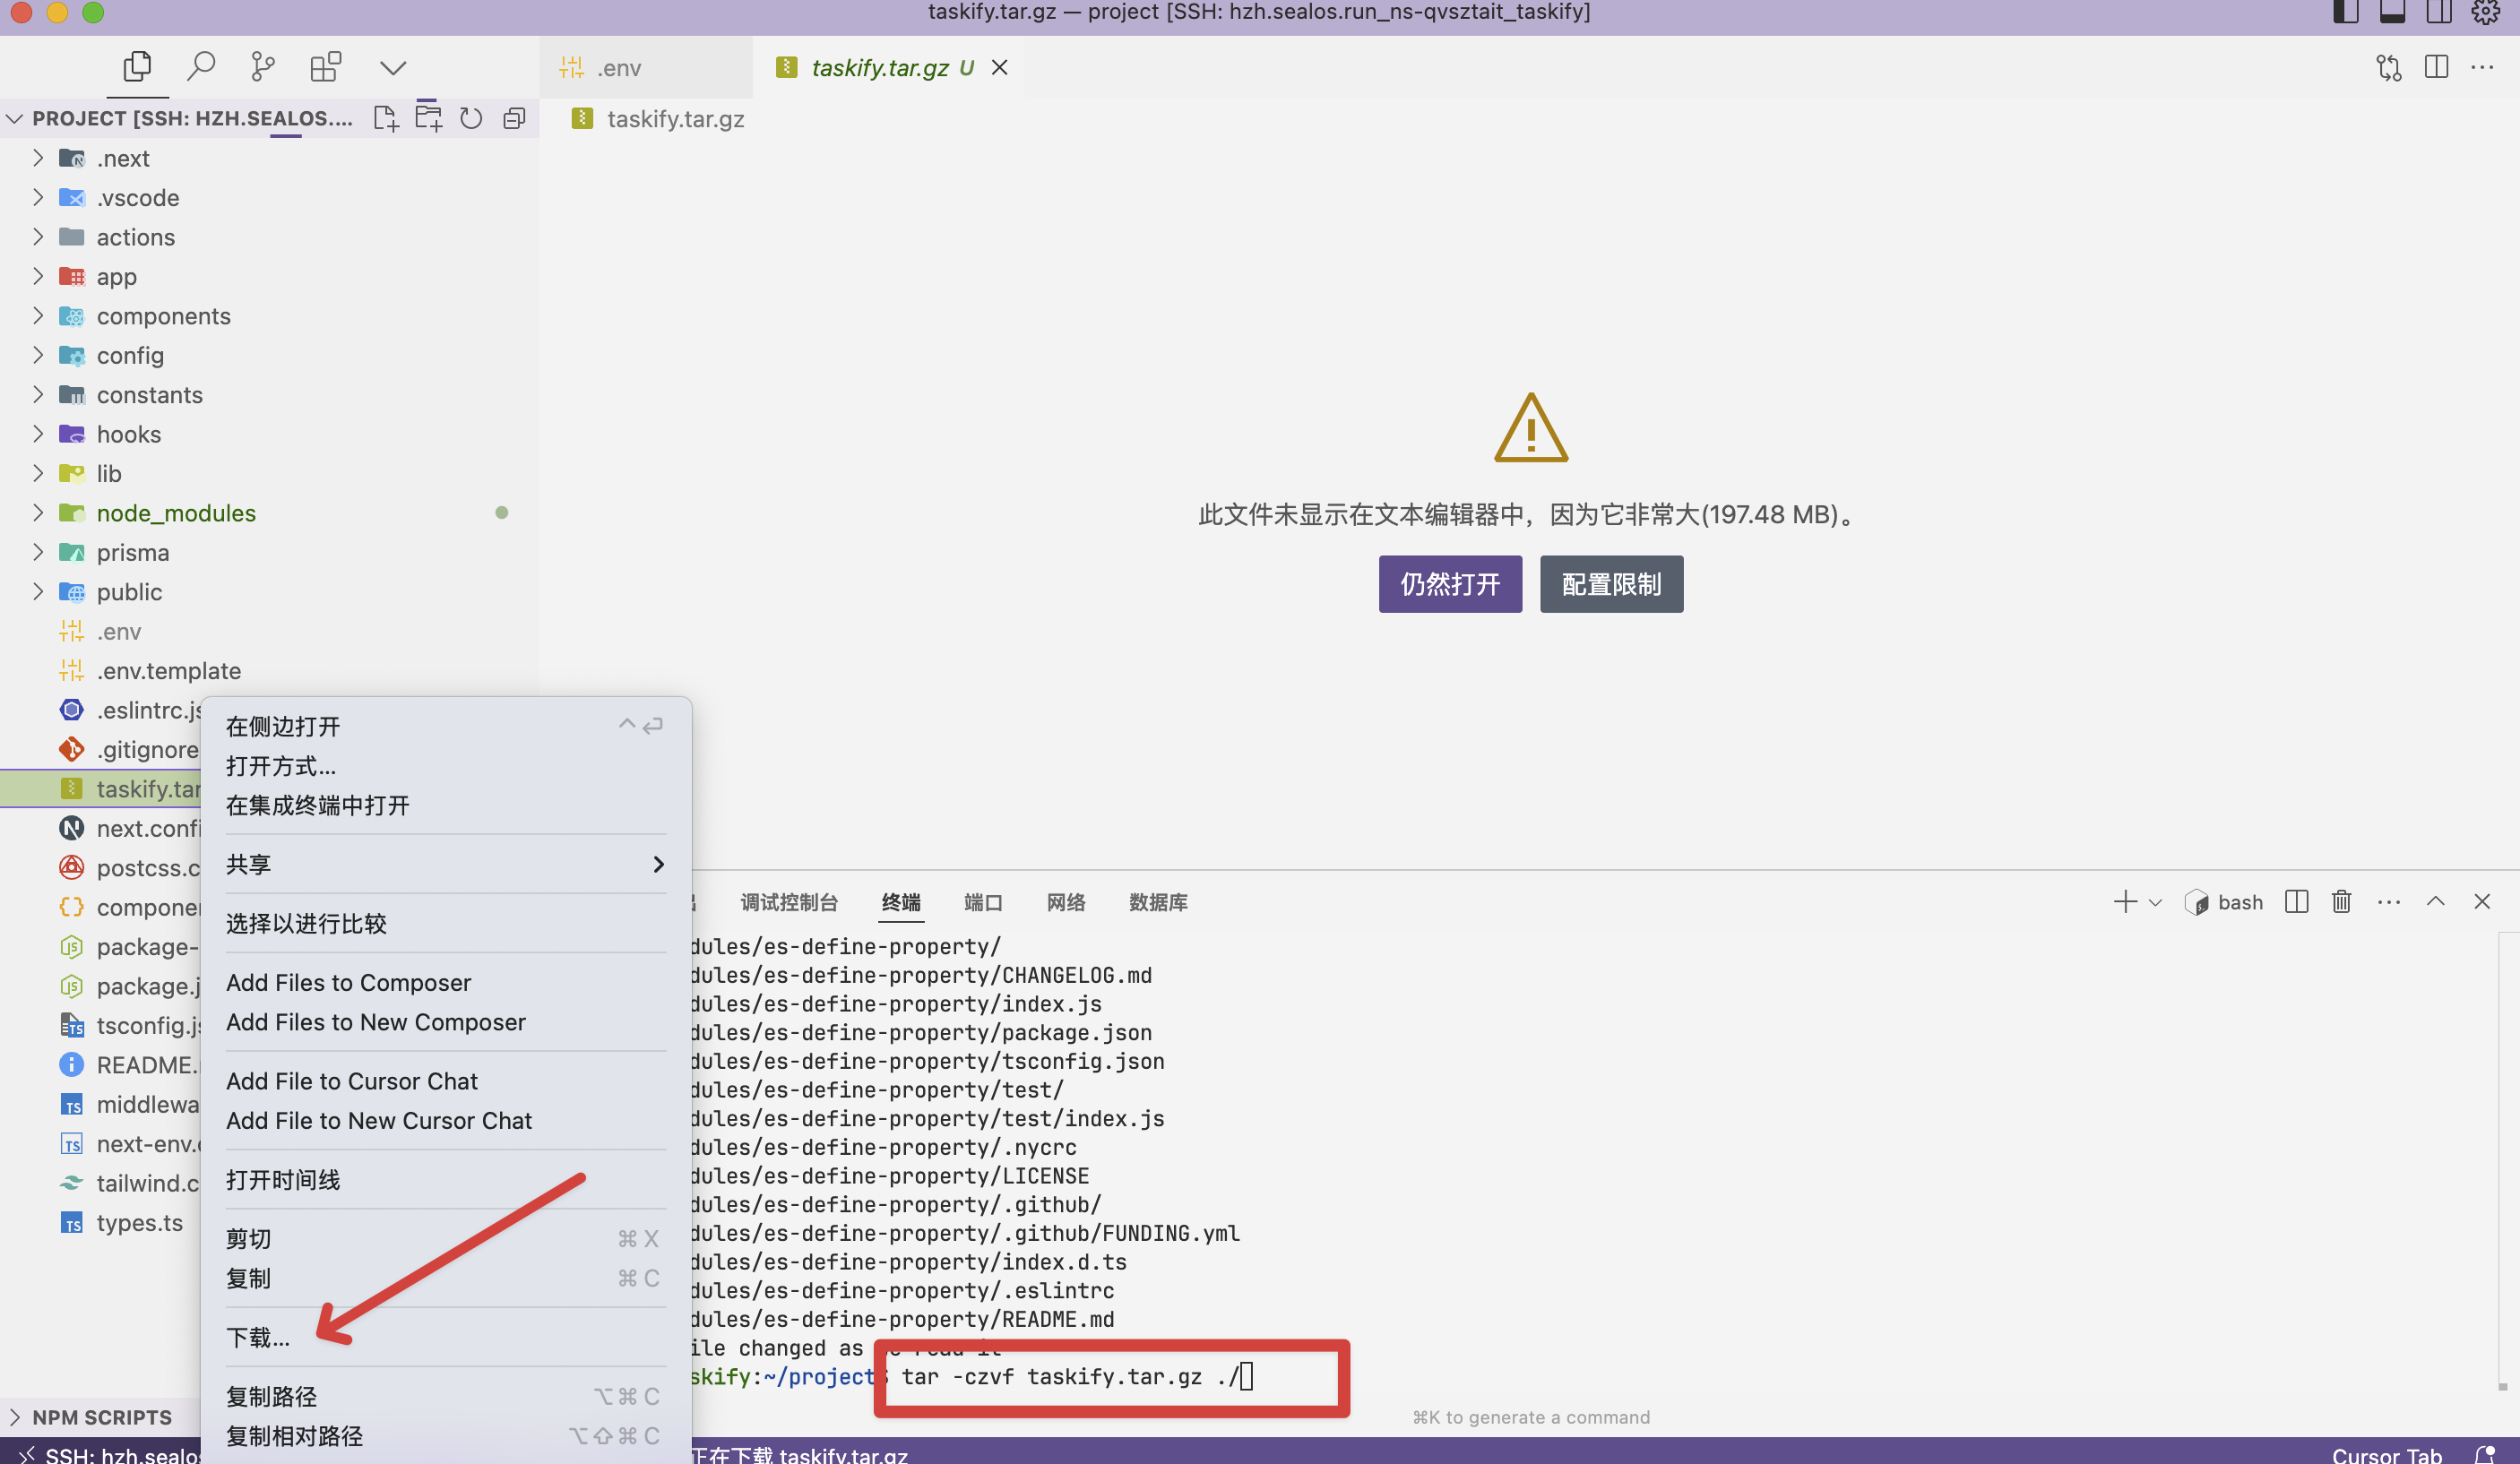 taskify.tar.gz — project [SSH: hzh.sealos.run_ns-qvsztait_taskify]
.env
taskify.tar.gz U
PROJECT [SSH: HZH.SEALOS....
taskify.tar.gz
.next
.vscode
actions
app
components
config
constants
hooks
lib
node_modules
prisma
public
.env
.env.template
.eslintrc.js
.gitignore
taskify.tar
next.confi
postcss.c
componen
package-
package.j
tsconfig.js
README.
middlewa
next-env.
tailwind.c
types.ts
NPM SCRIPTS
此文件未显示在文本编辑器中，因为它非常大(197.48 MB)。
仍然打开
配置限制
在侧边打开
打开方式...
在集成终端中打开
共享
选择以进行比较
Add Files to Composer
Add Files to New Composer
Add File to Cursor Chat
Add File to New Cursor Chat
打开时间线
剪切 ⌘ X
复制 ⌘ C
下载...
复制路径 ⌥⌘ C
复制相对路径 ⌥⇧⌘ C
调试控制台
终端
端口
网络
数据库
bash
dules/es-define-property/
dules/es-define-property/CHANGELOG.md
dules/es-define-property/index.js
dules/es-define-property/package.json
dules/es-define-property/tsconfig.json
dules/es-define-property/test/
dules/es-define-property/test/index.js
dules/es-define-property/.nycrc
dules/es-define-property/LICENSE
dules/es-define-property/.github/
dules/es-define-property/.github/FUNDING.yml
dules/es-define-property/index.d.ts
dules/es-define-property/.eslintrc
dules/es-define-property/README.md
ile changed as we read it
skify:~/project$ tar -czvf taskify.tar.gz ./
⌘K to generate a command
SSH: hzh.sealos
正在下载 taskify.tar.gz
Cursor Tab